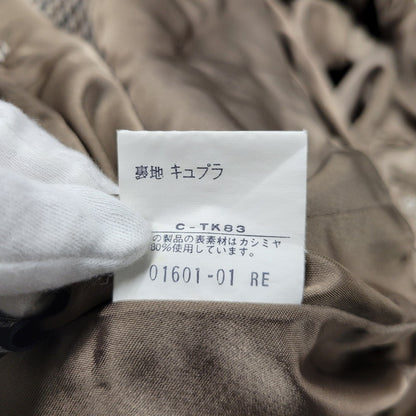 裏地 キュプラ
C-TK83
の製品の表素材はカシミヤ
80%使用しています。
01601-01 RE